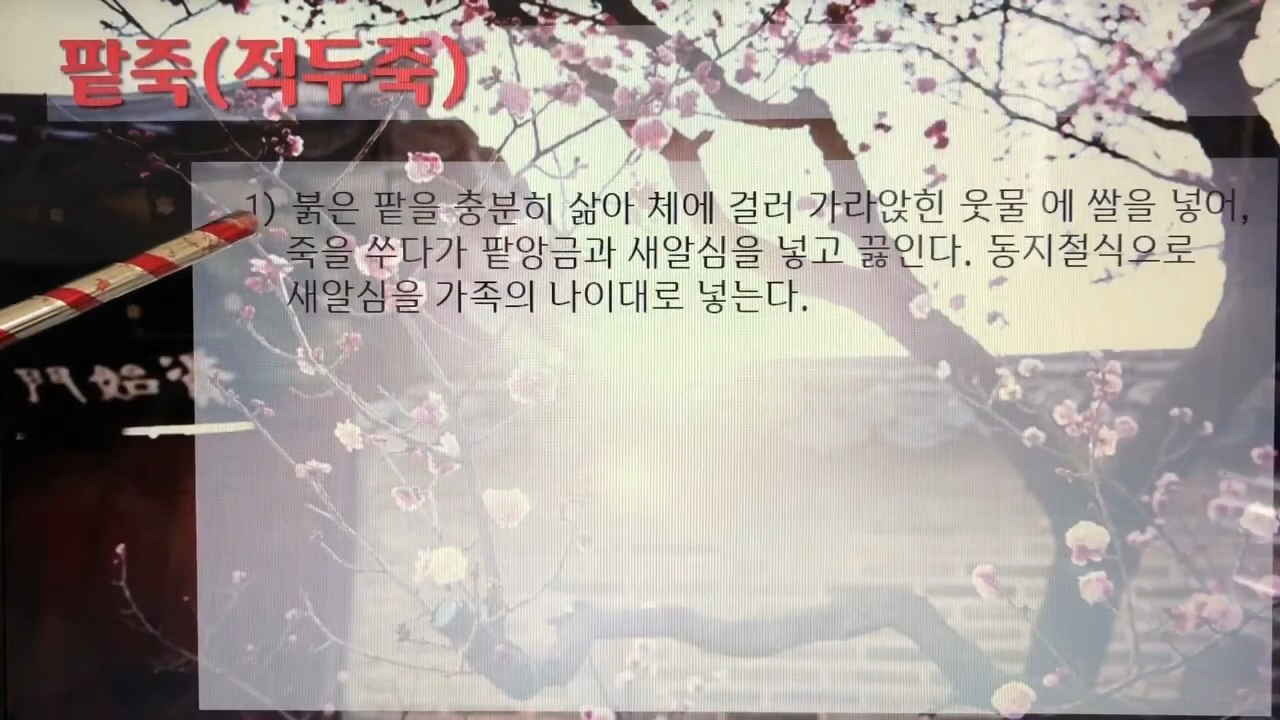 팥죽(적두죽)
1) 붉은 팥을 충분히 삶아 체에 걸러 가라앉힌 웃물 에 쌀을 넣어,
죽을 쑤다가 팥앙금과 새알심을 넣고 끓인다. 동지절식으로
새알심을 가족의 나이대로 넣는다.
門始